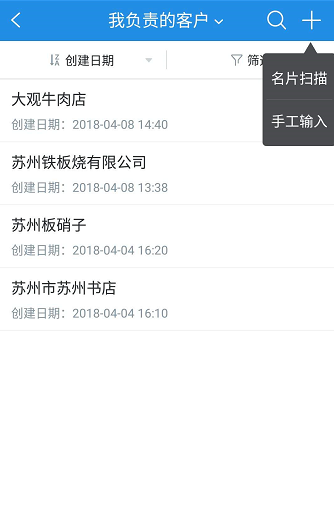 我负责的客户
创建日期
筛选
名片扫描
手工输入
大观牛肉店
创建日期：2018-04-08 14:40
苏州铁板烧有限公司
创建日期：2018-04-08 13:38
苏州板硝子
创建日期：2018-04-04 16:20
苏州市苏州书店
创建日期：2018-04-04 16:10